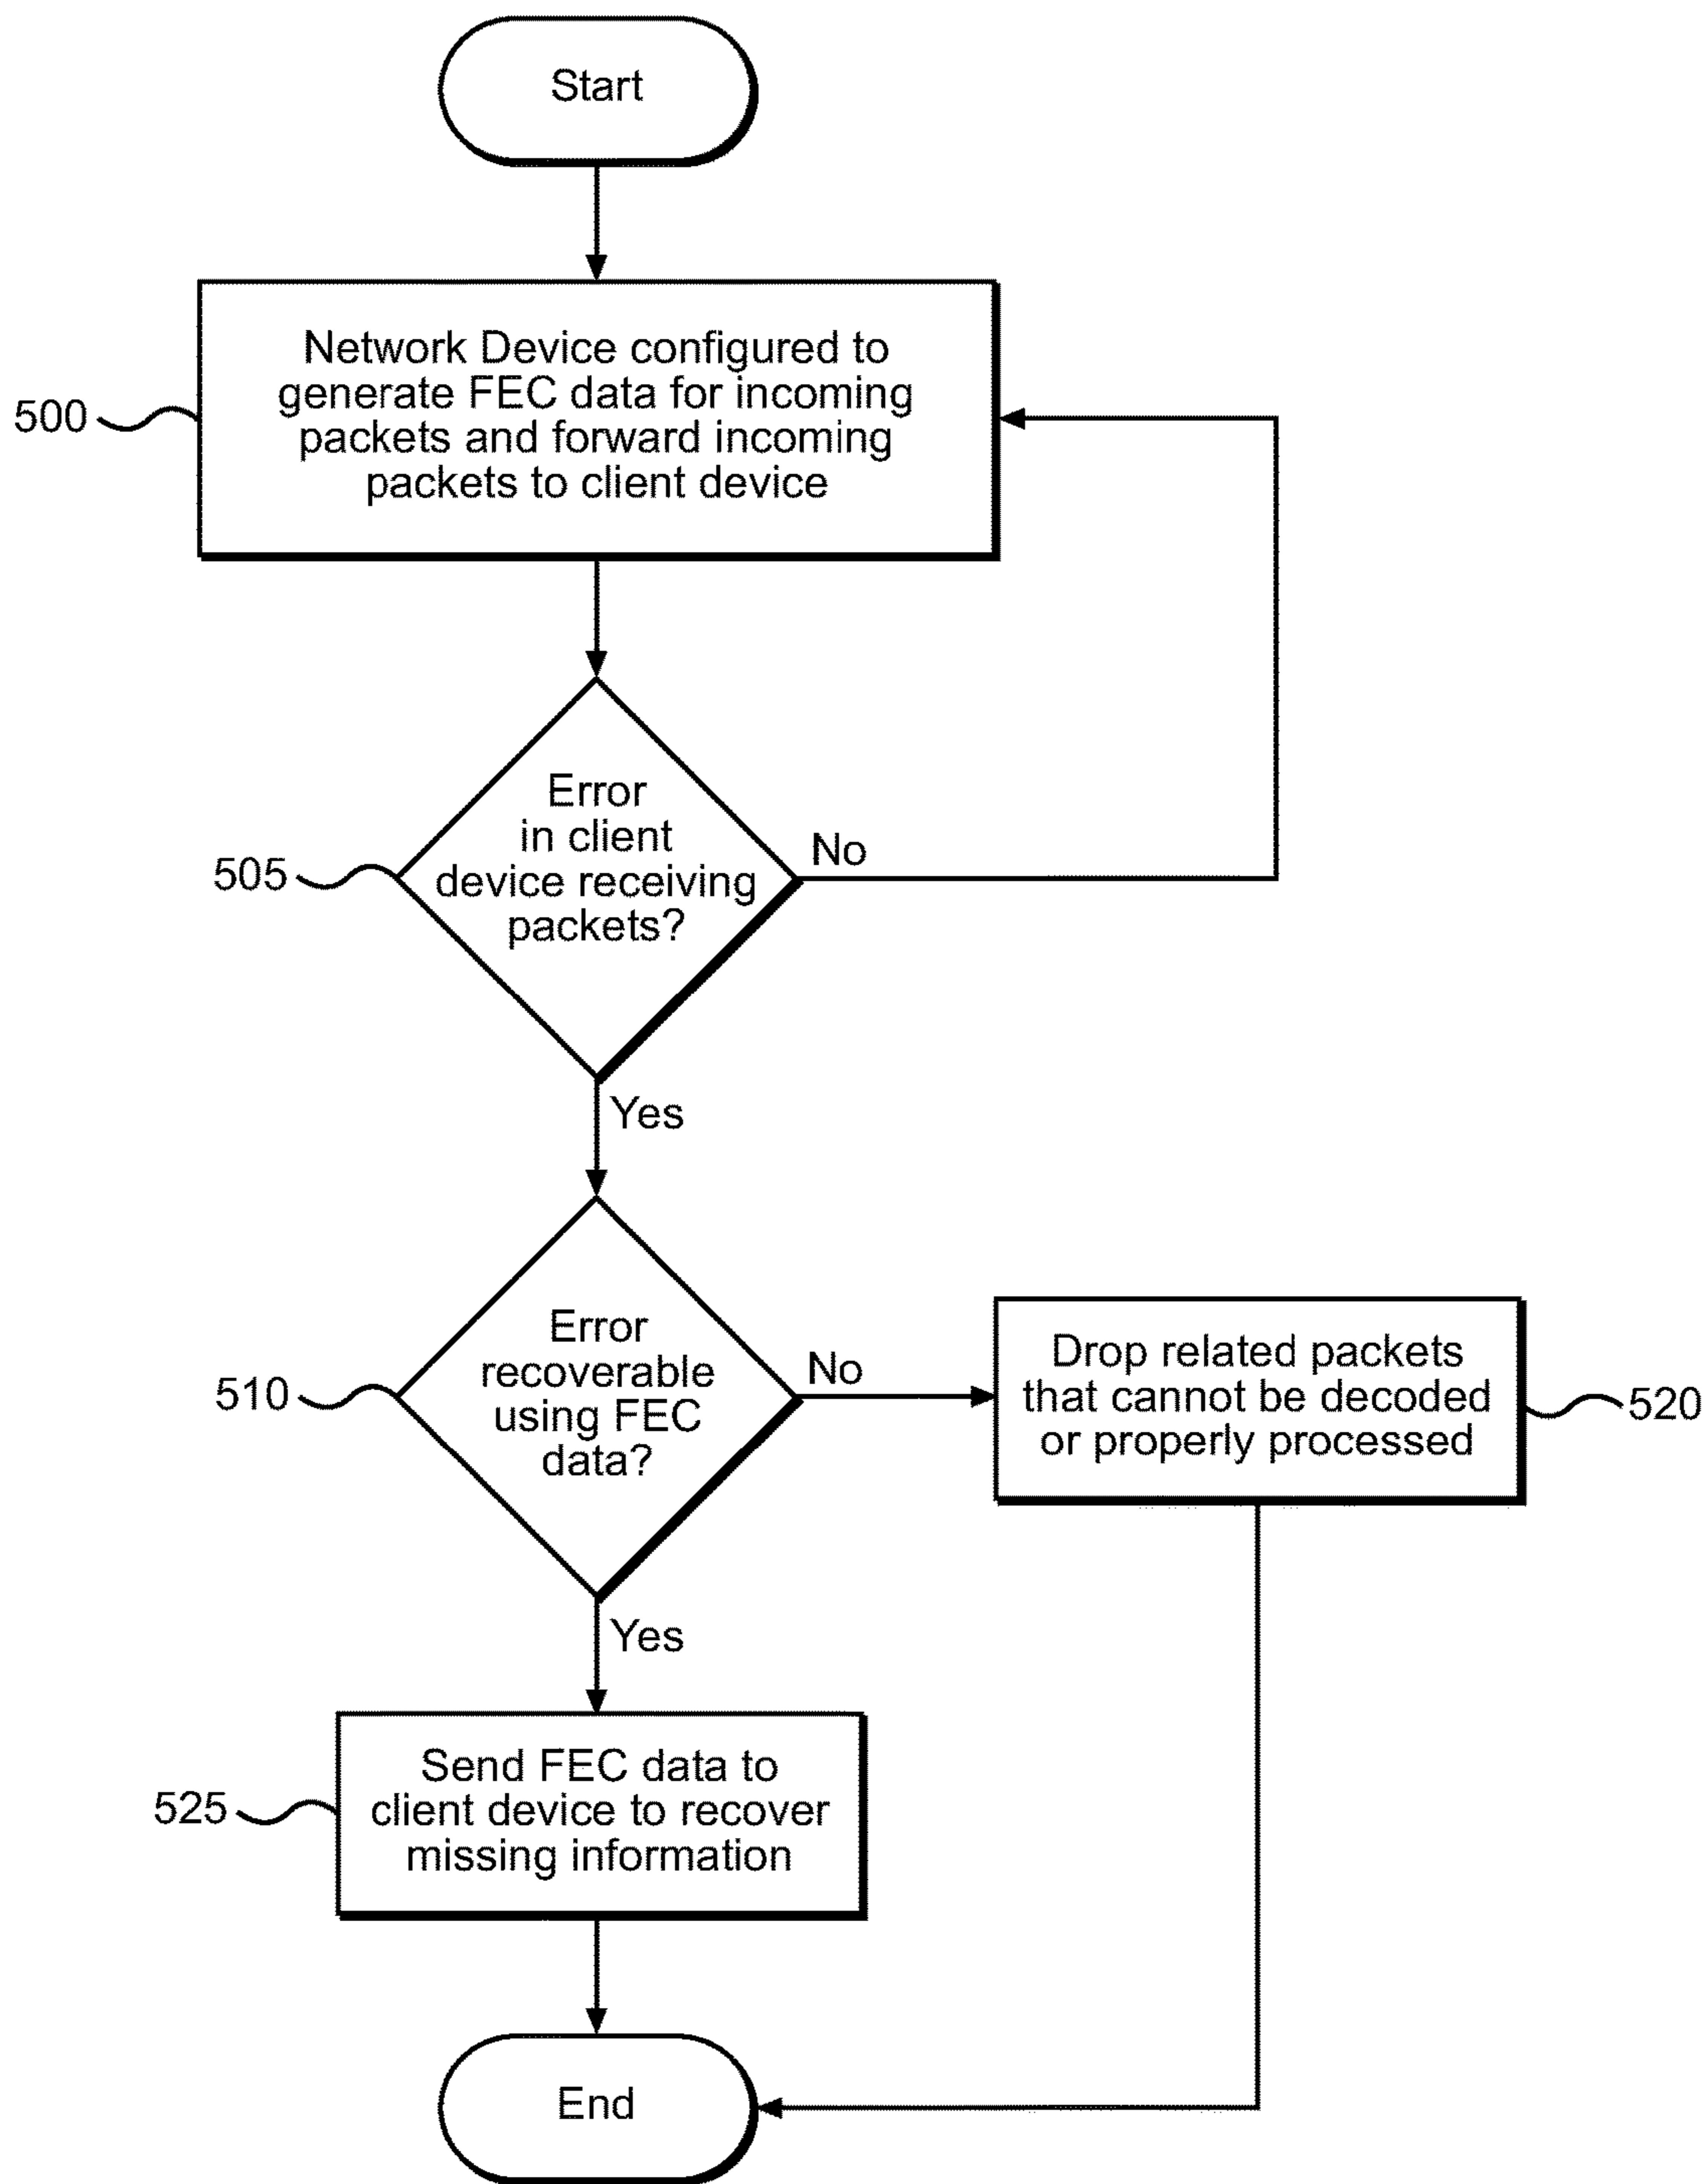 Start
Network Device configured to
generate FEC data for incoming
packets and forward incoming
packets to client device
500
Error
in client
device receiving
packets?
505
No
Yes
Error
recoverable
using FEC
data?
510
No
Drop related packets
that cannot be decoded
or properly processed
520
Yes
Send FEC data to
client device to recover
missing information
525
End